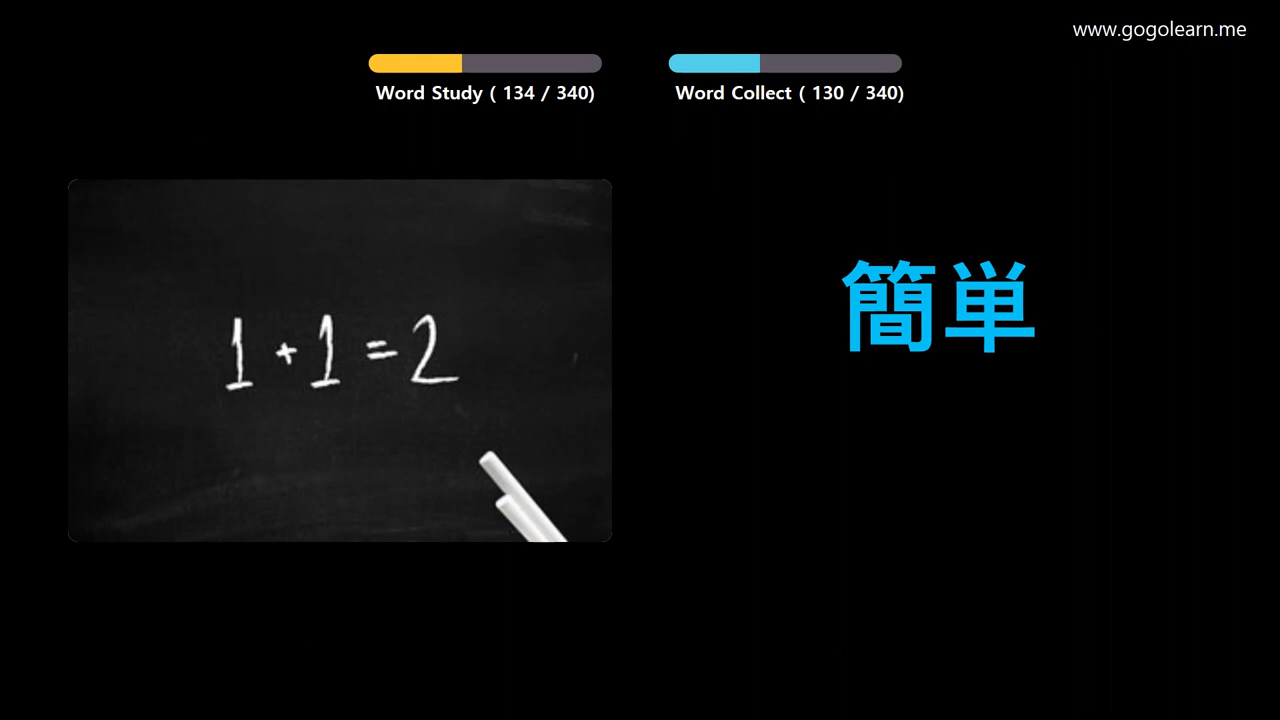 www.gogolearn.me
Word Study ( 134 / 340)
Word Collect ( 130 / 340)
1 + 1 = 2
簡単